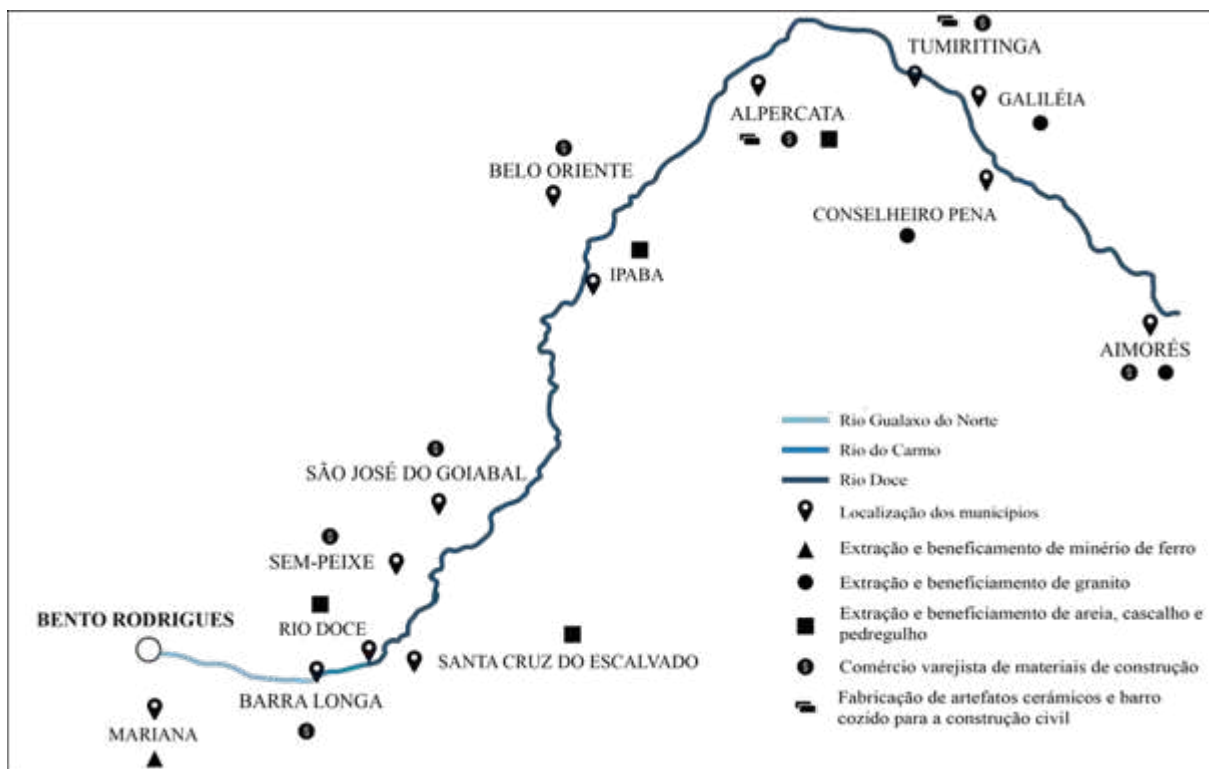 TUMIRITINGA
GALILÉIA
ALPERCATA
BELO ORIENTE
CONSELHEIRO PENA
IPABA
AIMORÉS
SÃO JOSÉ DO GOIABAL
SEM-PEIXE
BENTO RODRIGUES
RIO DOCE
SANTA CRUZ DO ESCALVADO
BARRA LONGA
MARIANA
Rio Gualaxo do Norte
Rio do Carmo
Rio Doce
Localização dos municípios
Extração e beneficamento de minério de ferro
Extração e benefíciamento de granito
Extração e benefíciamento de areia, cascalho e
pedregulho
Comércio varejista de materiais de construção
Fabricação de artefatos cerámicos e barro
cozido para a construção civil